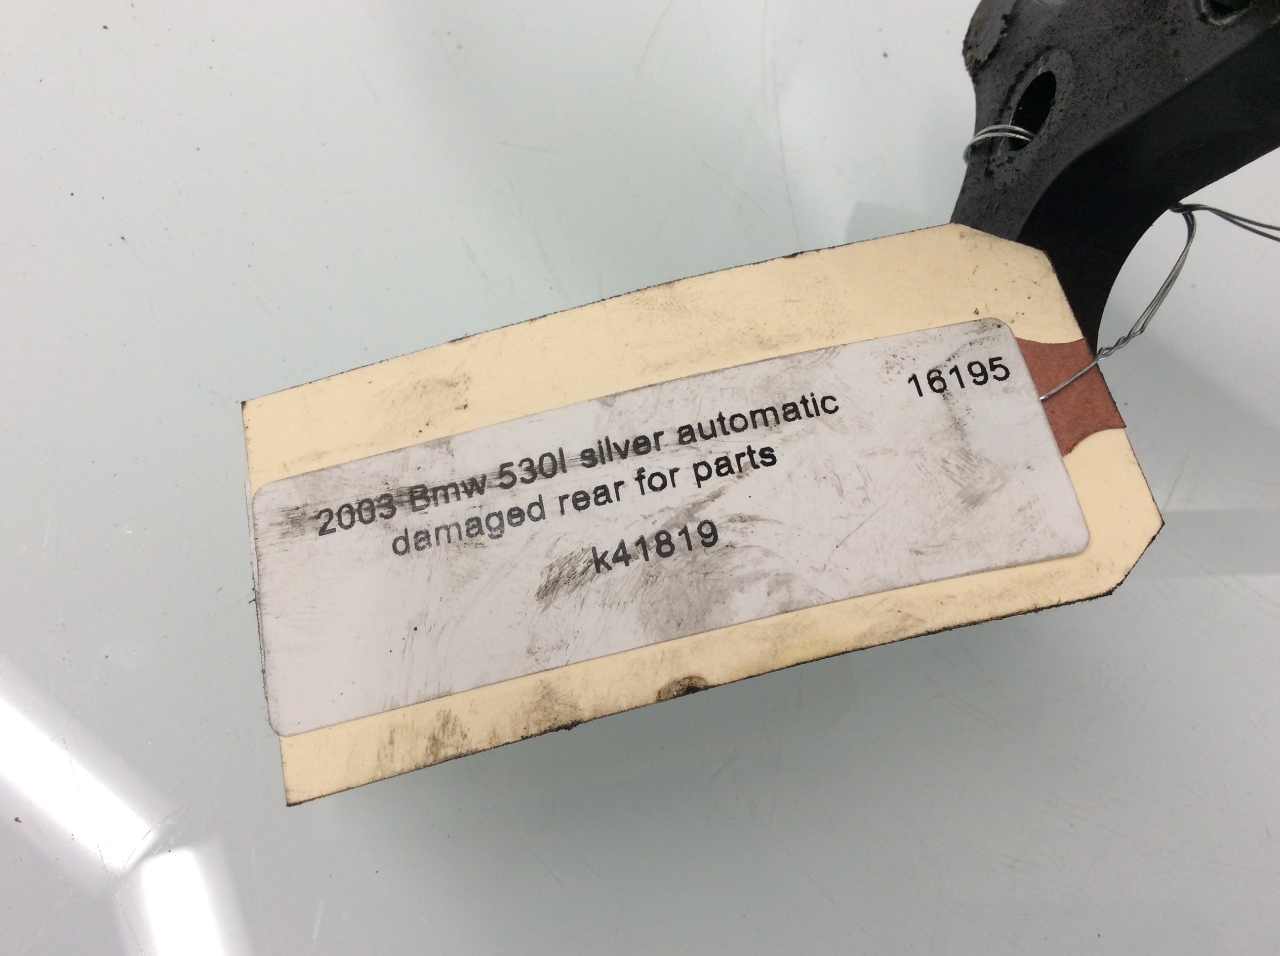 2003 Bmw 530I silver automatic 16195
damaged rear for parts
k41819